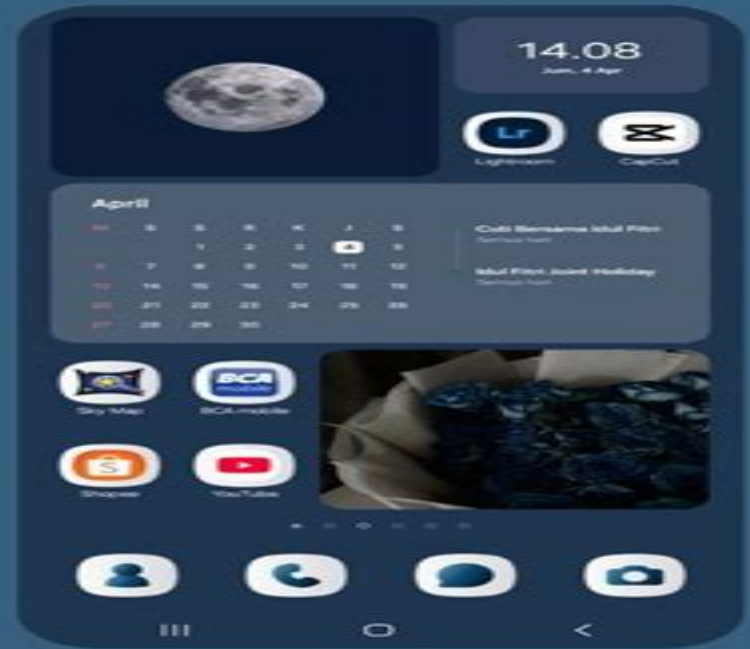 14.08
Jum, 4 Apr
Lr
Lightroom
CapCut
April
M S S R K J S
1 2 3 4 5
6 7 8 9 10 11 12
13 14 15 16 17 18 19
20 21 22 23 24 25 26
27 28 29 30
Cuti Bersama Idul Fitri
Semua hari
Idul Fitri Joint Holiday
Semua hari
Sky Map
BCA
mobile
BCA mobile
Shopee
YouTube